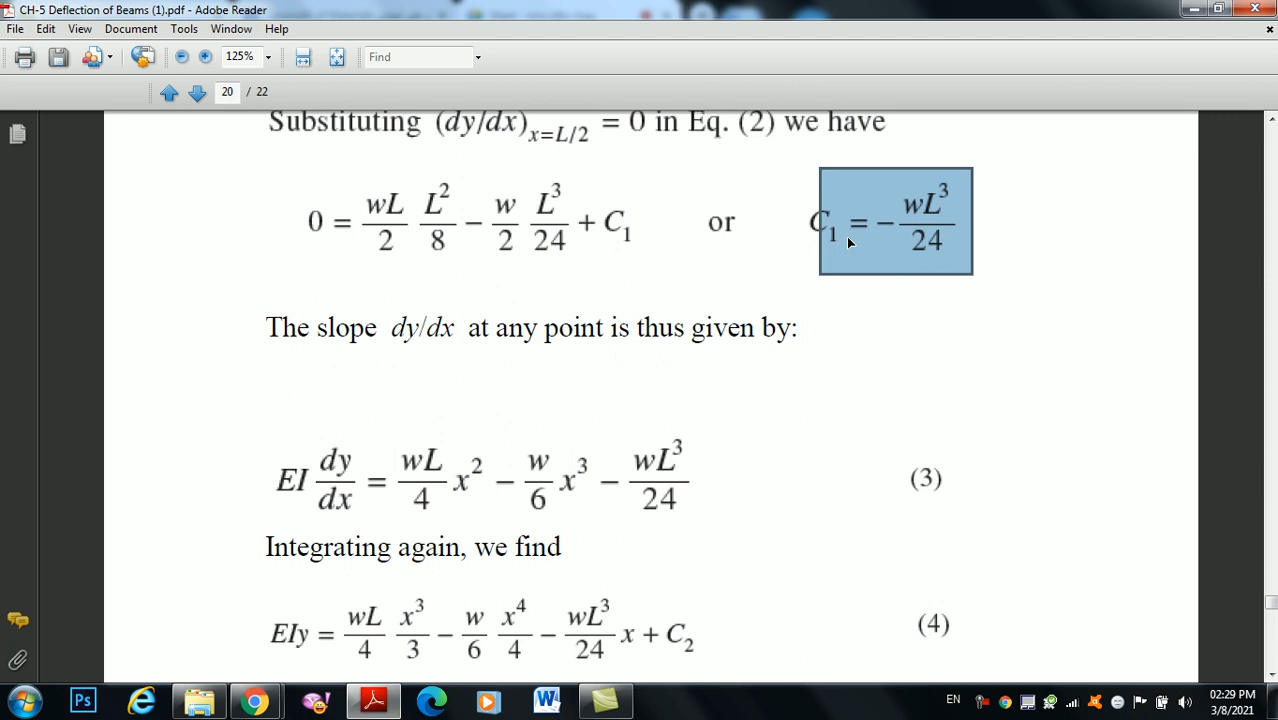 CH-5 Deflection of Beams (1).pdf - Adobe Reader
File Edit View Document Tools Window Help
125% Find
20 / 22
Substituting (dy/dx)ₓ₌L/2 = 0 in Eq. (2) we have
0 = wL/2 L²/8 − w/2 L³/24 + C₁ or C₁ = − wL³/24
The slope dy/dx at any point is thus given by:
EI dy/dx = wL/4 x² − w/6 x³ − wL³/24 (3)
Integrating again, we find
EIy = wL/4 x³/3 − w/6 x⁴/4 − wL³/24 x + C₂ (4)
Ps W EN 02:29 PM
3/8/2021